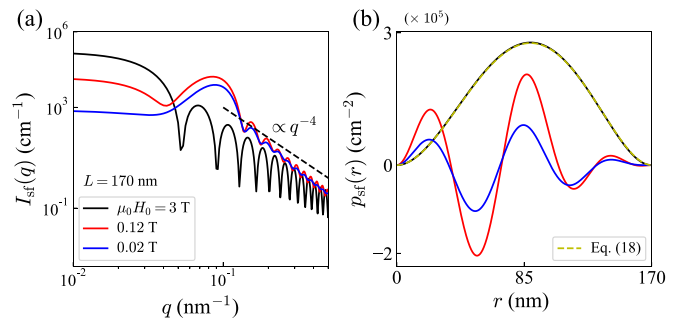 (a)
10^6
10^3
10^-1
I_sf(q) (cm^-1)
∝ q^-4
L = 170 nm
μ_0H_0 = 3 T
0.12 T
0.02 T
10^-2
10^-1
q (nm^-1)
(b)
(× 10^5)
3
0
−2
p_sf(r) (cm^-2)
Eq. (18)
0
85
170
r (nm)